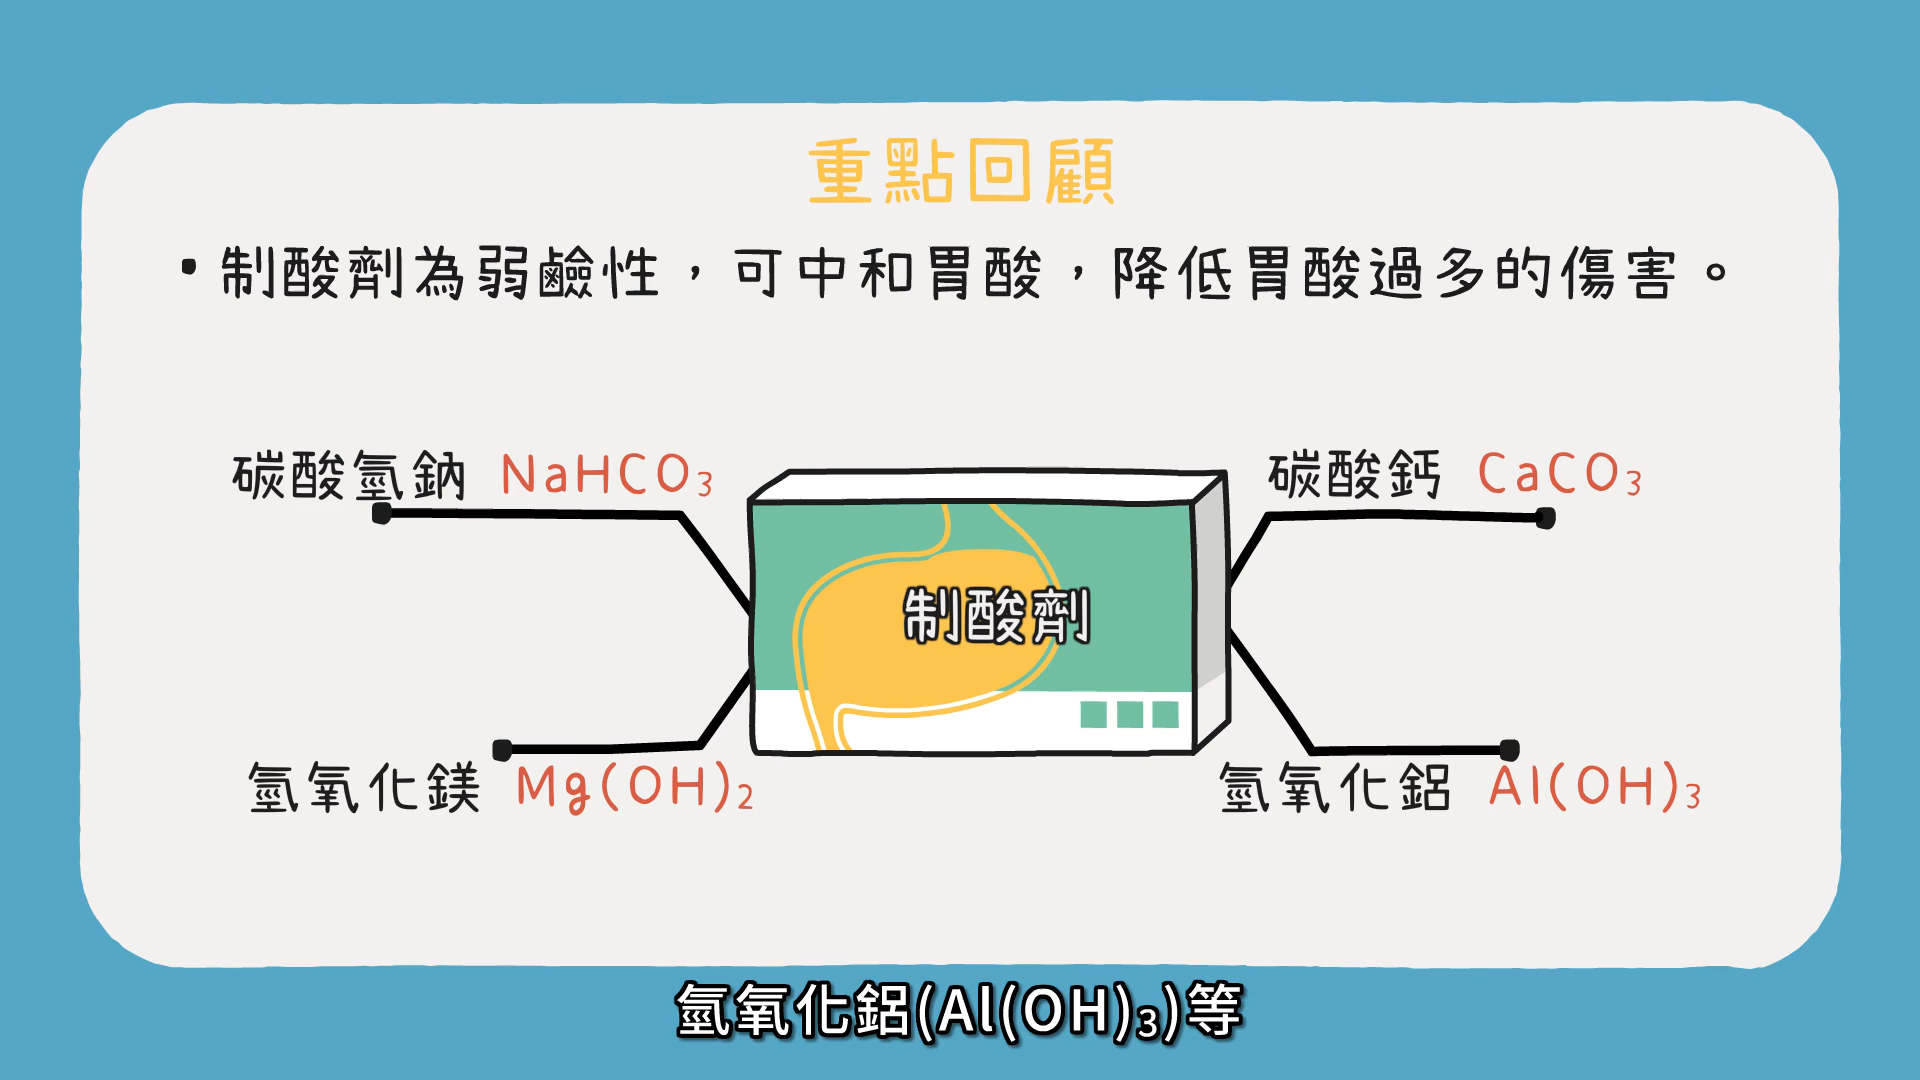 重點回顧
• 制酸劑為弱鹼性，可中和胃酸，降低胃酸過多的傷害。
碳酸氫鈉 NaHCO₃
碳酸鈣 CaCO₃
制酸劑
氫氧化鎂 Mg(OH)₂
氫氧化鋁 Al(OH)₃
氫氧化鋁(Al(OH)₃)等